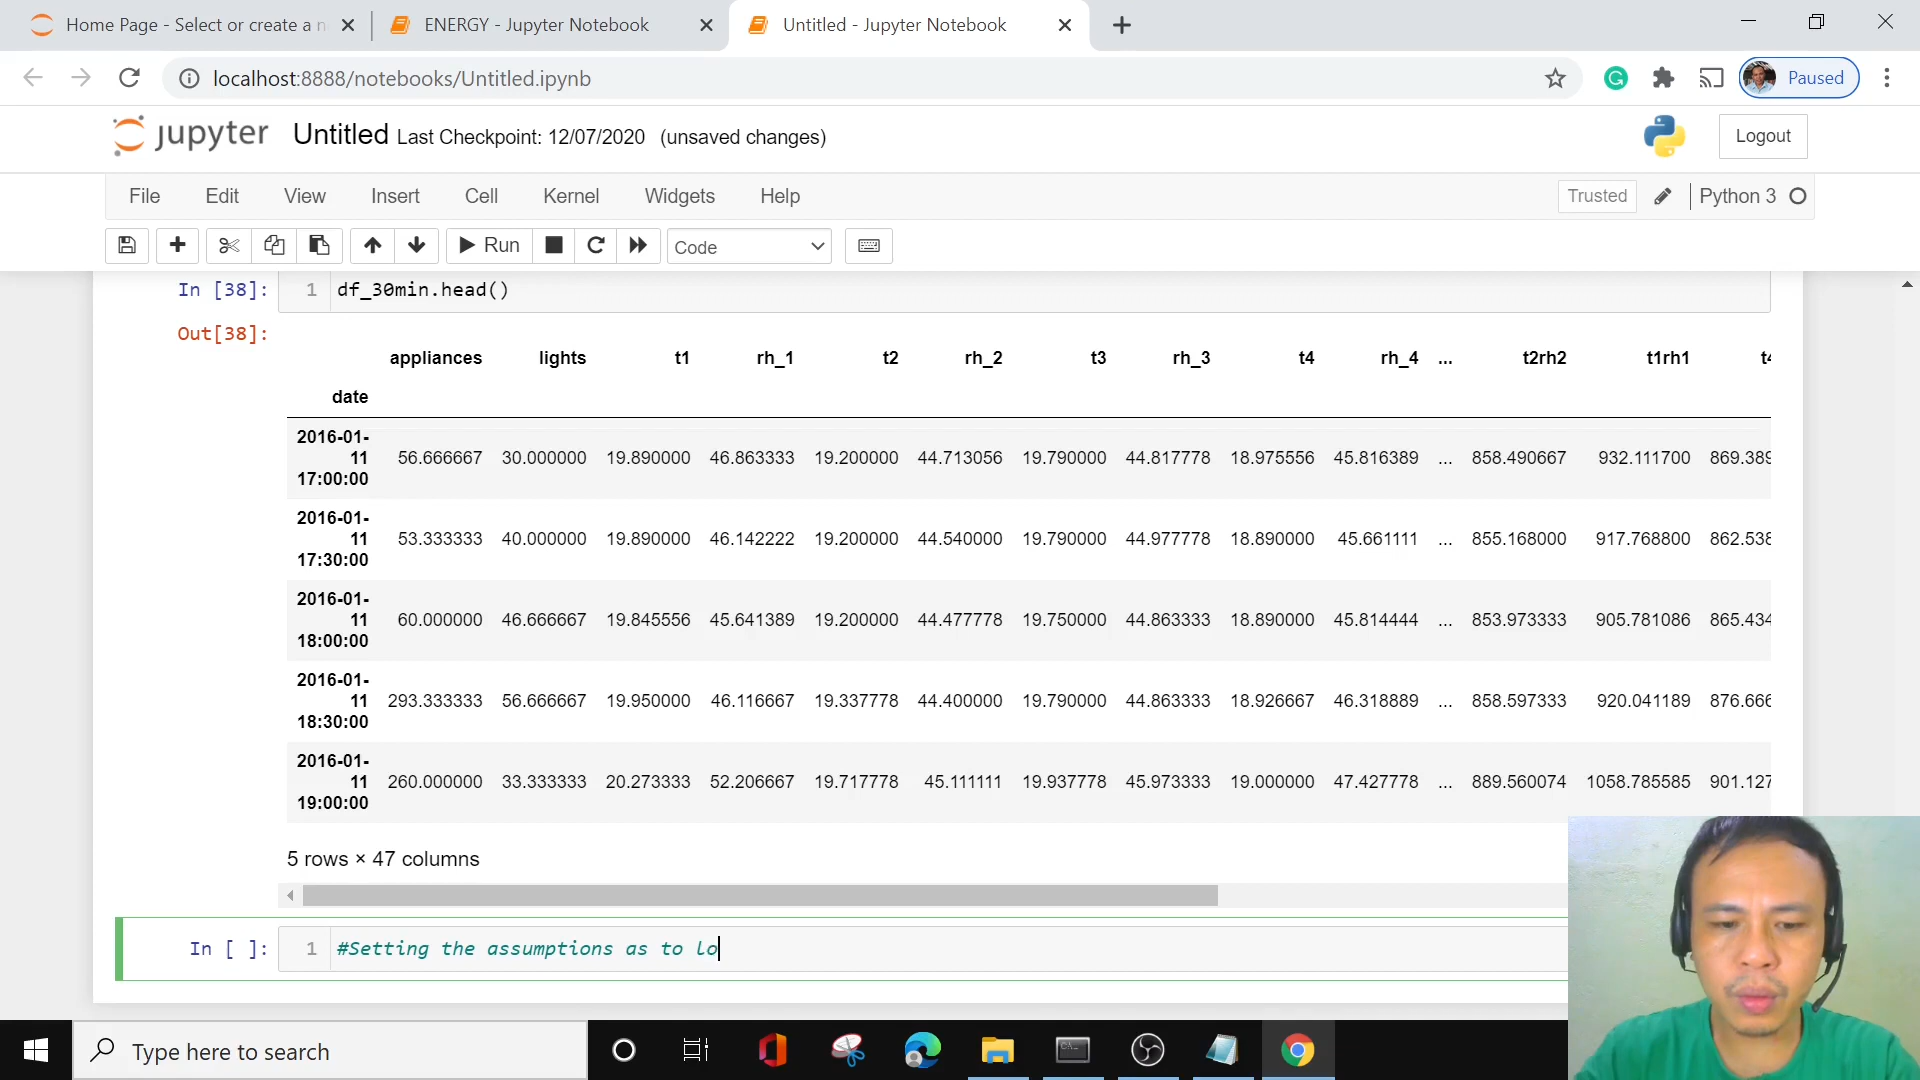 Home Page - Select or create a n
ENERGY - Jupyter Notebook
Untitled - Jupyter Notebook
localhost:8888/notebooks/Untitled.ipynb
Paused
jupyter Untitled Last Checkpoint: 12/07/2020 (unsaved changes)
Logout
File Edit View Insert Cell Kernel Widgets Help
Trusted Python 3
Run Code
In [38]: 1 df_30min.head()
Out[38]:
appliances lights t1 rh_1 t2 rh_2 t3 rh_3 t4 rh_4 ... t2rh2 t1rh1 t4
date
2016-01-
11 56.666667 30.000000 19.890000 46.863333 19.200000 44.713056 19.790000 44.817778 18.975556 45.816389 ... 858.490667 932.111700 869.389
17:00:00
2016-01-
11 53.333333 40.000000 19.890000 46.142222 19.200000 44.540000 19.790000 44.977778 18.890000 45.661111 ... 855.168000 917.768800 862.538
17:30:00
2016-01-
11 60.000000 46.666667 19.845556 45.641389 19.200000 44.477778 19.750000 44.863333 18.890000 45.814444 ... 853.973333 905.781086 865.434
18:00:00
2016-01-
11 293.333333 56.666667 19.950000 46.116667 19.337778 44.400000 19.790000 44.863333 18.926667 46.318889 ... 858.597333 920.041189 876.666
18:30:00
2016-01-
11 260.000000 33.333333 20.273333 52.206667 19.717778 45.111111 19.937778 45.973333 19.000000 47.427778 ... 889.560074 1058.785585 901.127
19:00:00
5 rows × 47 columns
In [ ]: 1 #Setting the assumptions as to lo
Type here to search